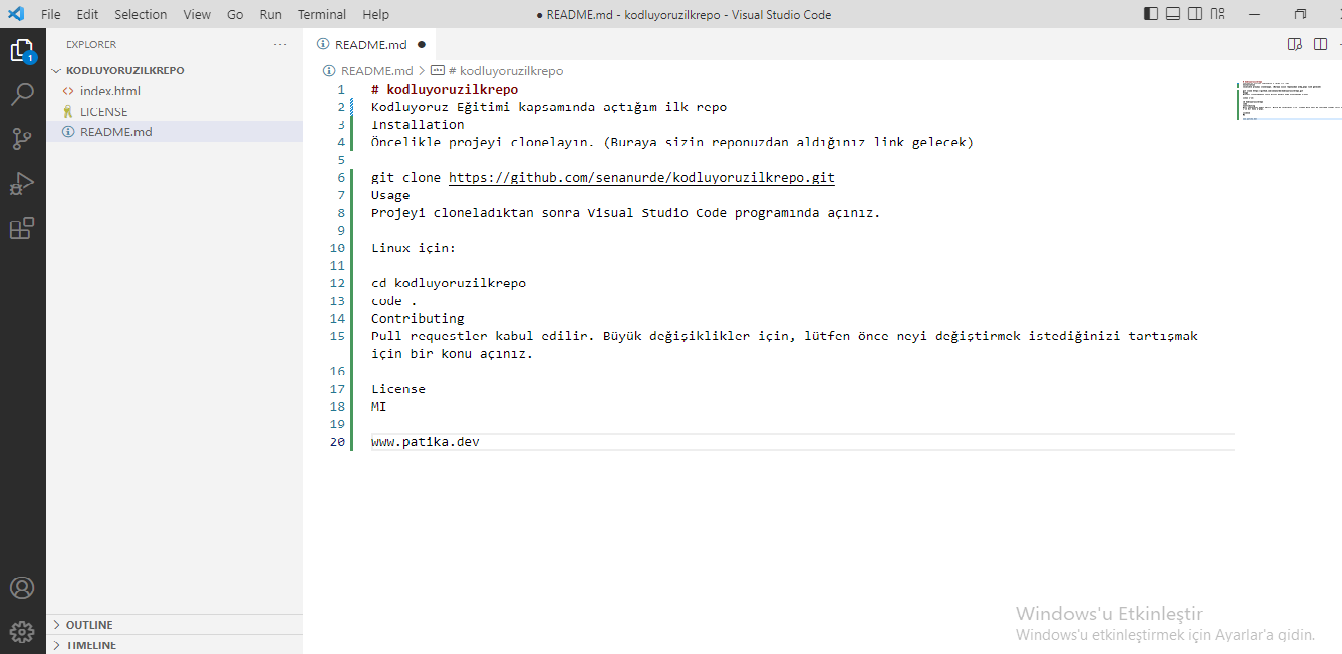 File Edit Selection View Go Run Terminal Help
● README.md - kodluyoruzilkrepo - Visual Studio Code
EXPLORER
KODLUYORUZILKREPO
index.html
LICENSE
README.md
OUTLINE
TIMELINE
1
README.md ●
README.md > # kodluyoruzilkrepo
1 # kodluyoruzilkrepo
2 Kodluyoruz Eğitimi kapsamında açtığım ilk repo
3 Installation
4 Öncelikle projeyi clonelayın. (Buraya sizin reponuzdan aldığınız link gelecek)
5
6 git clone https://github.com/senanurde/kodluyoruzilkrepo.git
7 Usage
8 Projeyi cloneladıktan sonra Visual Studio Code programında açınız.
9
10 Linux için:
11
12 cd kodluyoruzilkrepo
13 code .
14 Contributing
15 Pull requestler kabul edilir. Büyük değişiklikler için, lütfen önce neyi değiştirmek istediğinizi tartışmak
için bir konu açınız.
16
17 License
18 MI
19
20 www.patika.dev
Windows'u Etkinleştir
Windows'u etkinleştirmek için Ayarlar'a gidin.